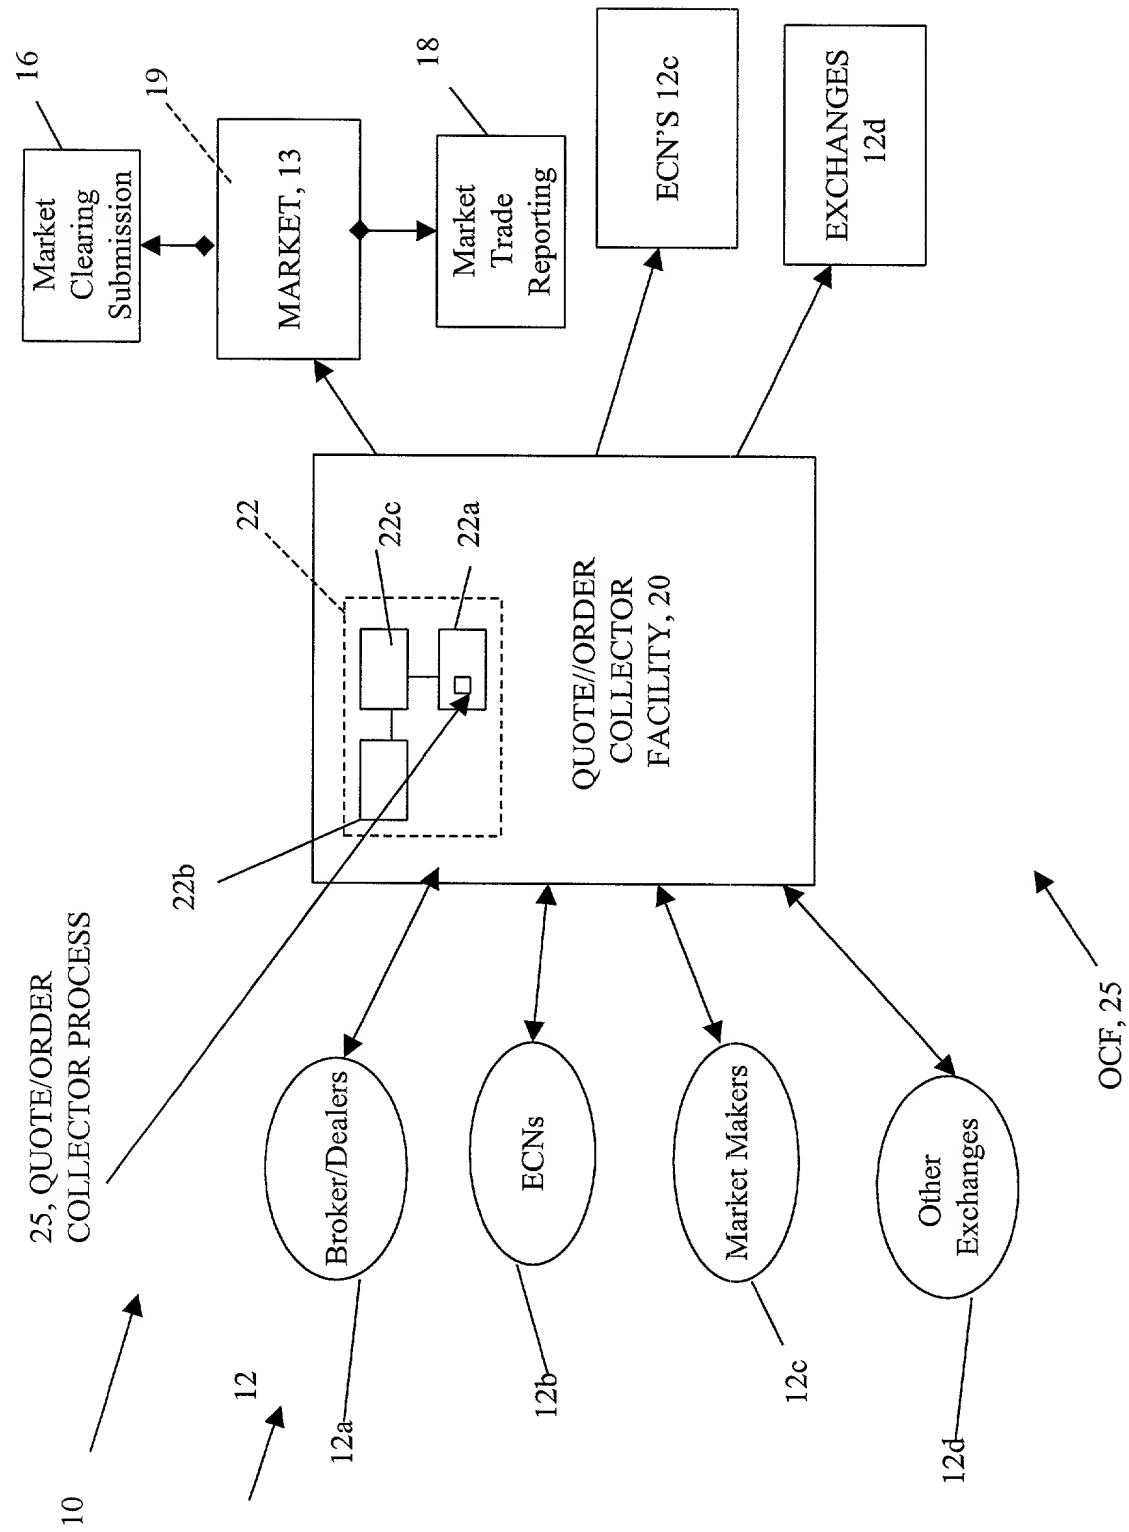 10
25, QUOTE/ORDER
COLLECTOR PROCESS
16
Market
Clearing
Submission
12
22b
22
19
MARKET, 13
12a
Broker/Dealers
22c
22a
18
Market
Trade
Reporting
12b
ECNs
QUOTE//ORDER
COLLECTOR
FACILITY, 20
ECN'S 12c
12c
Market Makers
EXCHANGES
12d
12d
Other
Exchanges
OCF, 25